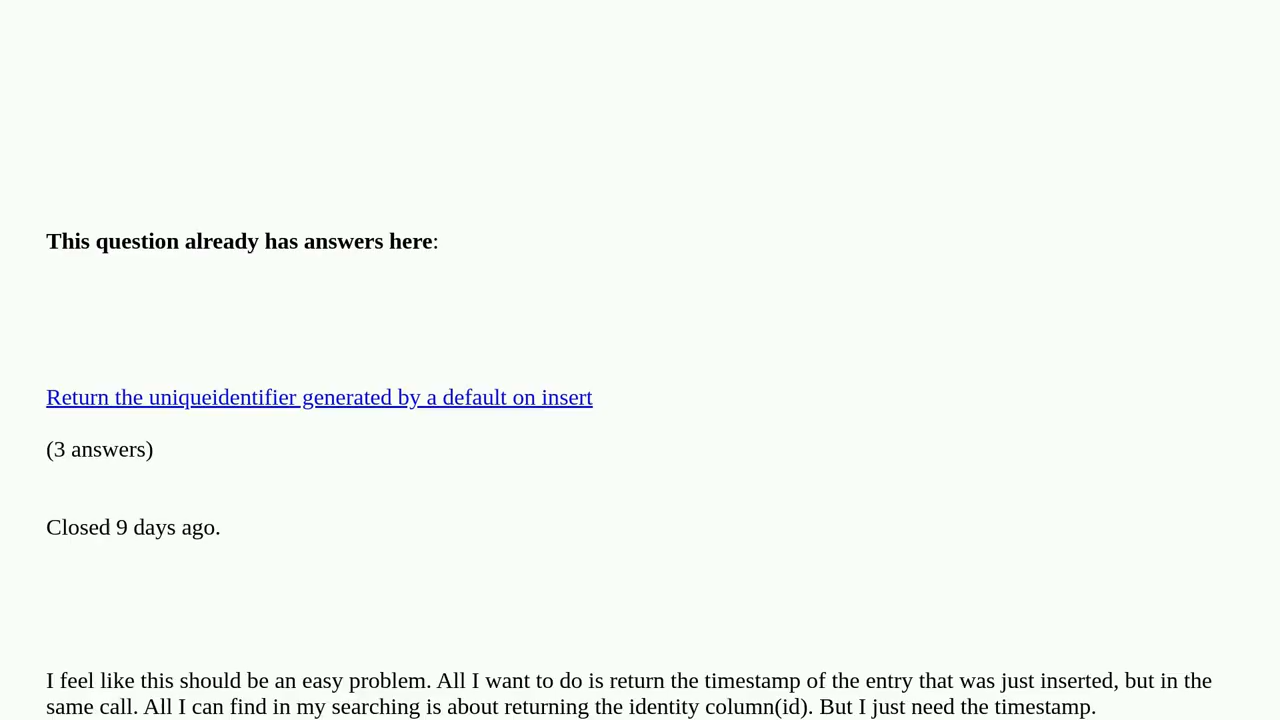 This question already has answers here:
Return the uniqueidentifier generated by a default on insert
(3 answers)
Closed 9 days ago.
I feel like this should be an easy problem. All I want to do is return the timestamp of the entry that was just inserted, but in the
same call. All I can find in my searching is about returning the identity column(id). But I just need the timestamp.